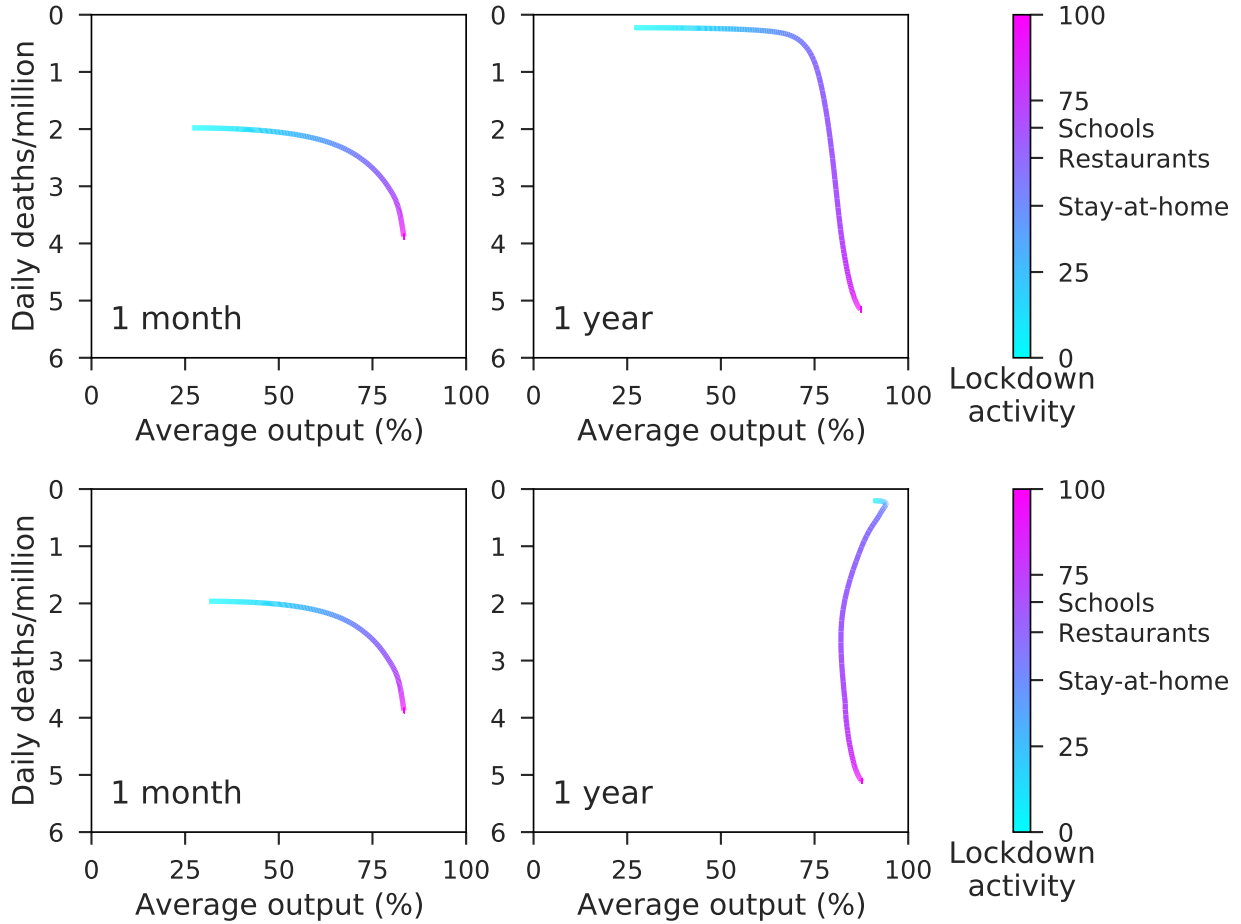 0
1
2
3
4
5
6
Daily deaths/million
1 month
0 25 50 75 100
Average output (%)
0
1
2
3
4
5
6
1 year
0 25 50 75 100
Average output (%)
100
75
Schools
Restaurants
Stay-at-home
25
0
Lockdown
activity
0
1
2
3
4
5
6
Daily deaths/million
1 month
0 25 50 75 100
Average output (%)
0
1
2
3
4
5
6
1 year
0 25 50 75 100
Average output (%)
100
75
Schools
Restaurants
Stay-at-home
25
0
Lockdown
activity